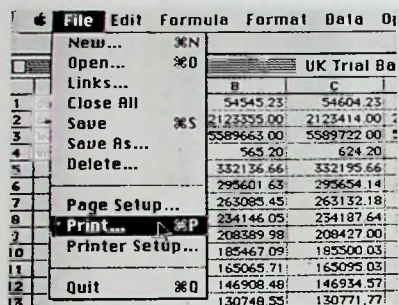 File Edit Formula Format Data
New... ⌘N
Open... ⌘O
Links...
Close All
Save ⌘S
Save As...
Delete...
Page Setup...
Print... ⌘P
Printer Setup...
Quit ⌘Q
UK Trial Ba
B C
1 54545.23 54604.23
2 2123355.00 2123414.00
3 5589663.00 5589722.00
4 565.20 624.20
5 332136.66 332195.66
6 295601.63 295654.14
7 263085.45 263132.18
8 234146.05 234187.64
9 208389.98 208427.00
10 185467.09 185500.03
11 165065.71 165095.03
12 146908.48 146934.57
13 130748.55 130771.77